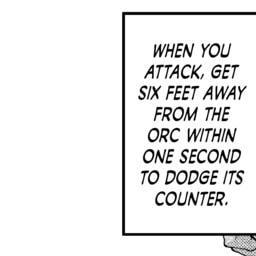 WHEN YOU
ATTACK, GET
SIX FEET AWAY
FROM THE
ORC WITHIN
ONE SECOND
TO DODGE ITS
COUNTER.